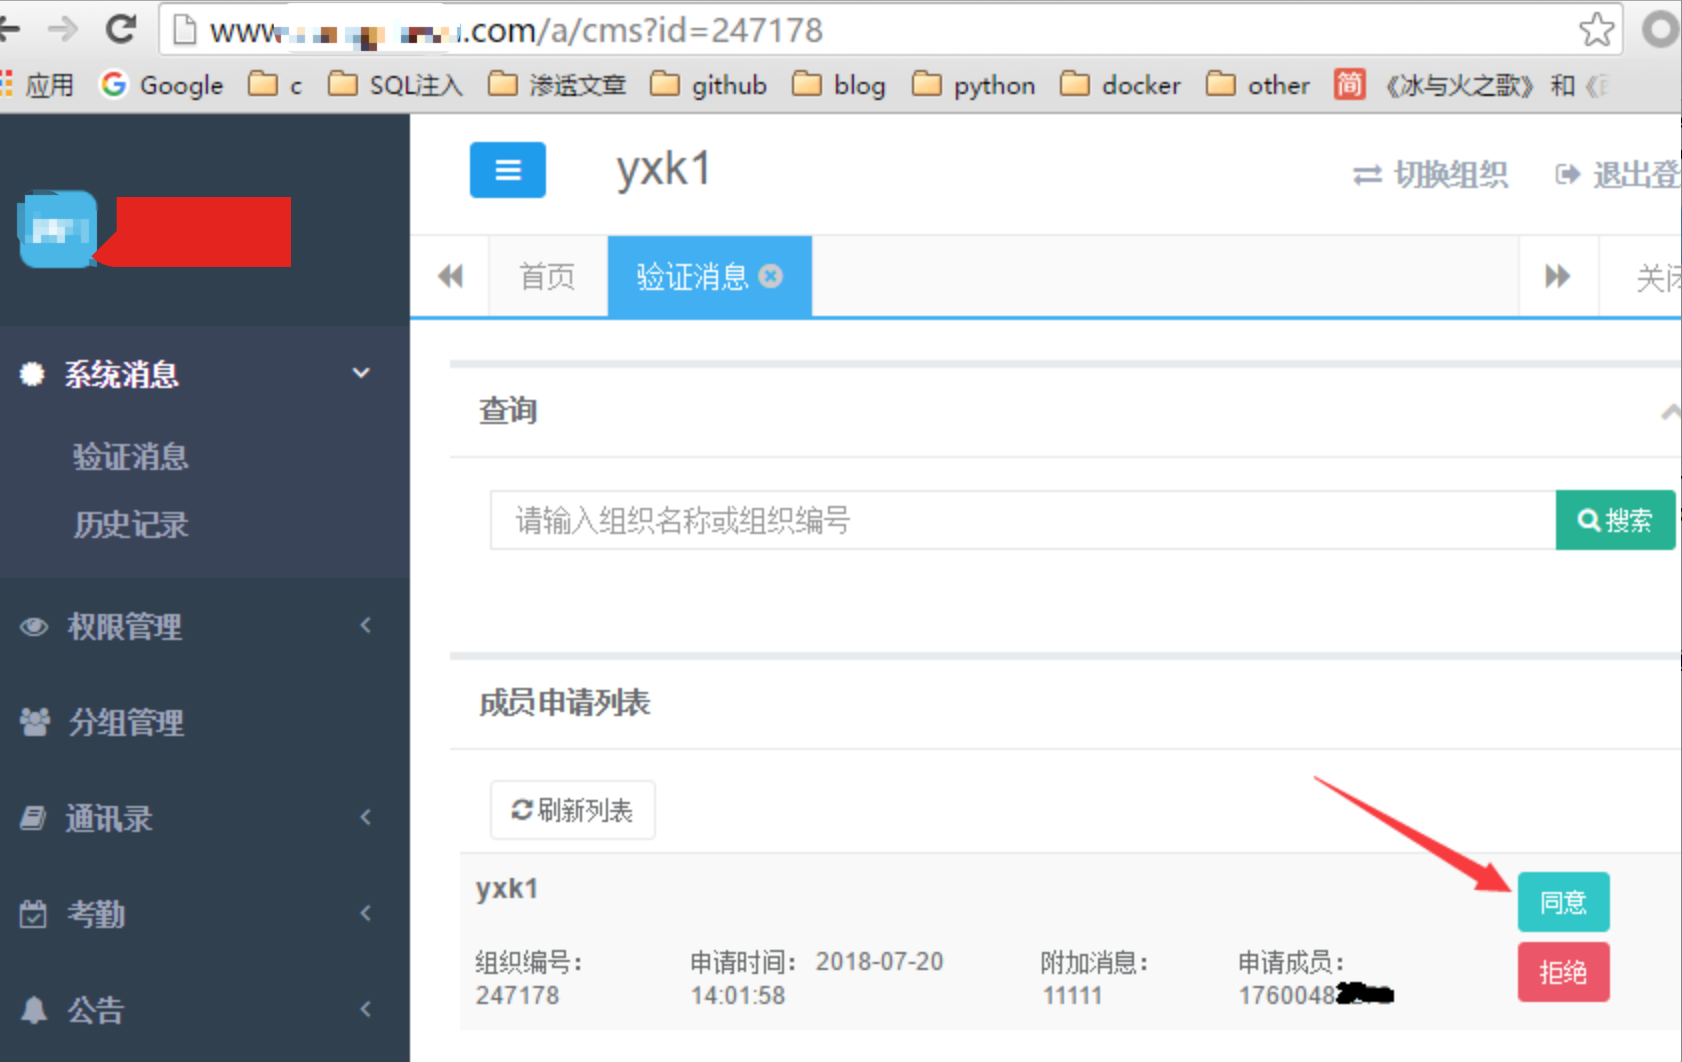 www .com/a/cms?id=247178
应用 Google c SQL注入 渗透文章 github blog python docker other 简 《冰与火之歌》 和《
yxk1 切换组织 退出登
首页 验证消息 关闭
系统消息
查询
验证消息
请输入组织名称或组织编号 搜索
历史记录
权限管理
成员申请列表
分组管理
刷新列表
通讯录
yxk1
同意
考勤
组织编号： 申请时间： 2018-07-20 附加消息： 申请成员：
拒绝
247178 14:01:58 11111 1760048
公告